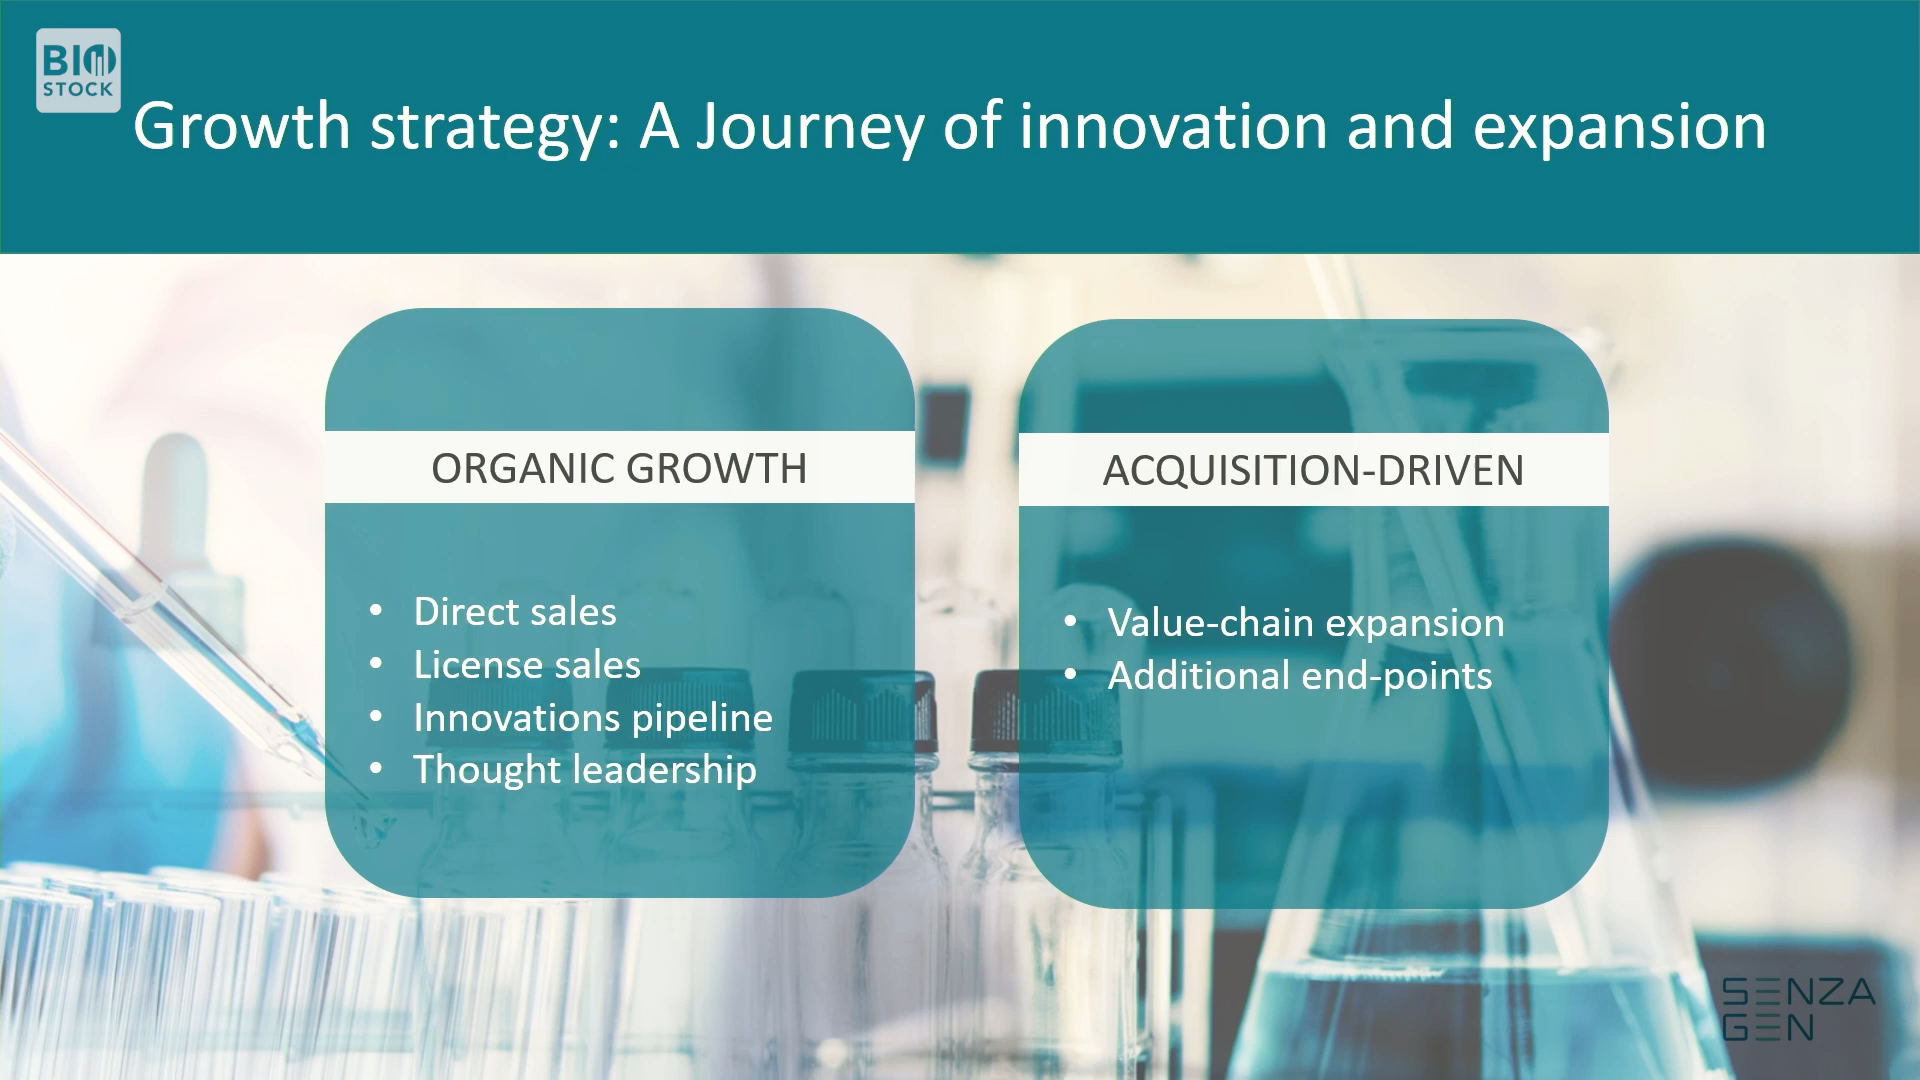 BIO
STOCK
Growth strategy: A Journey of innovation and expansion
ORGANIC GROWTH
• Direct sales
• License sales
• Innovations pipeline
• Thought leadership
ACQUISITION-DRIVEN
• Value-chain expansion
• Additional end-points
SENZA
GEN